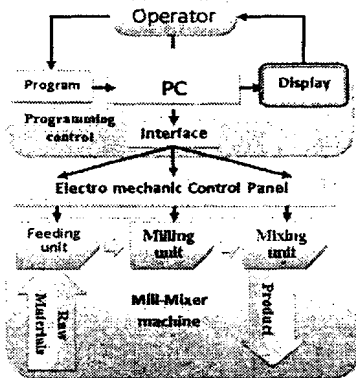 Operator
Program
PC
Display
Programming
control
Interface
Electro mechanic Control Panel
Feeding
unit
Milling
unit
Mixing
unit
Raw
Materials
Mill-Mixer
machine
Product